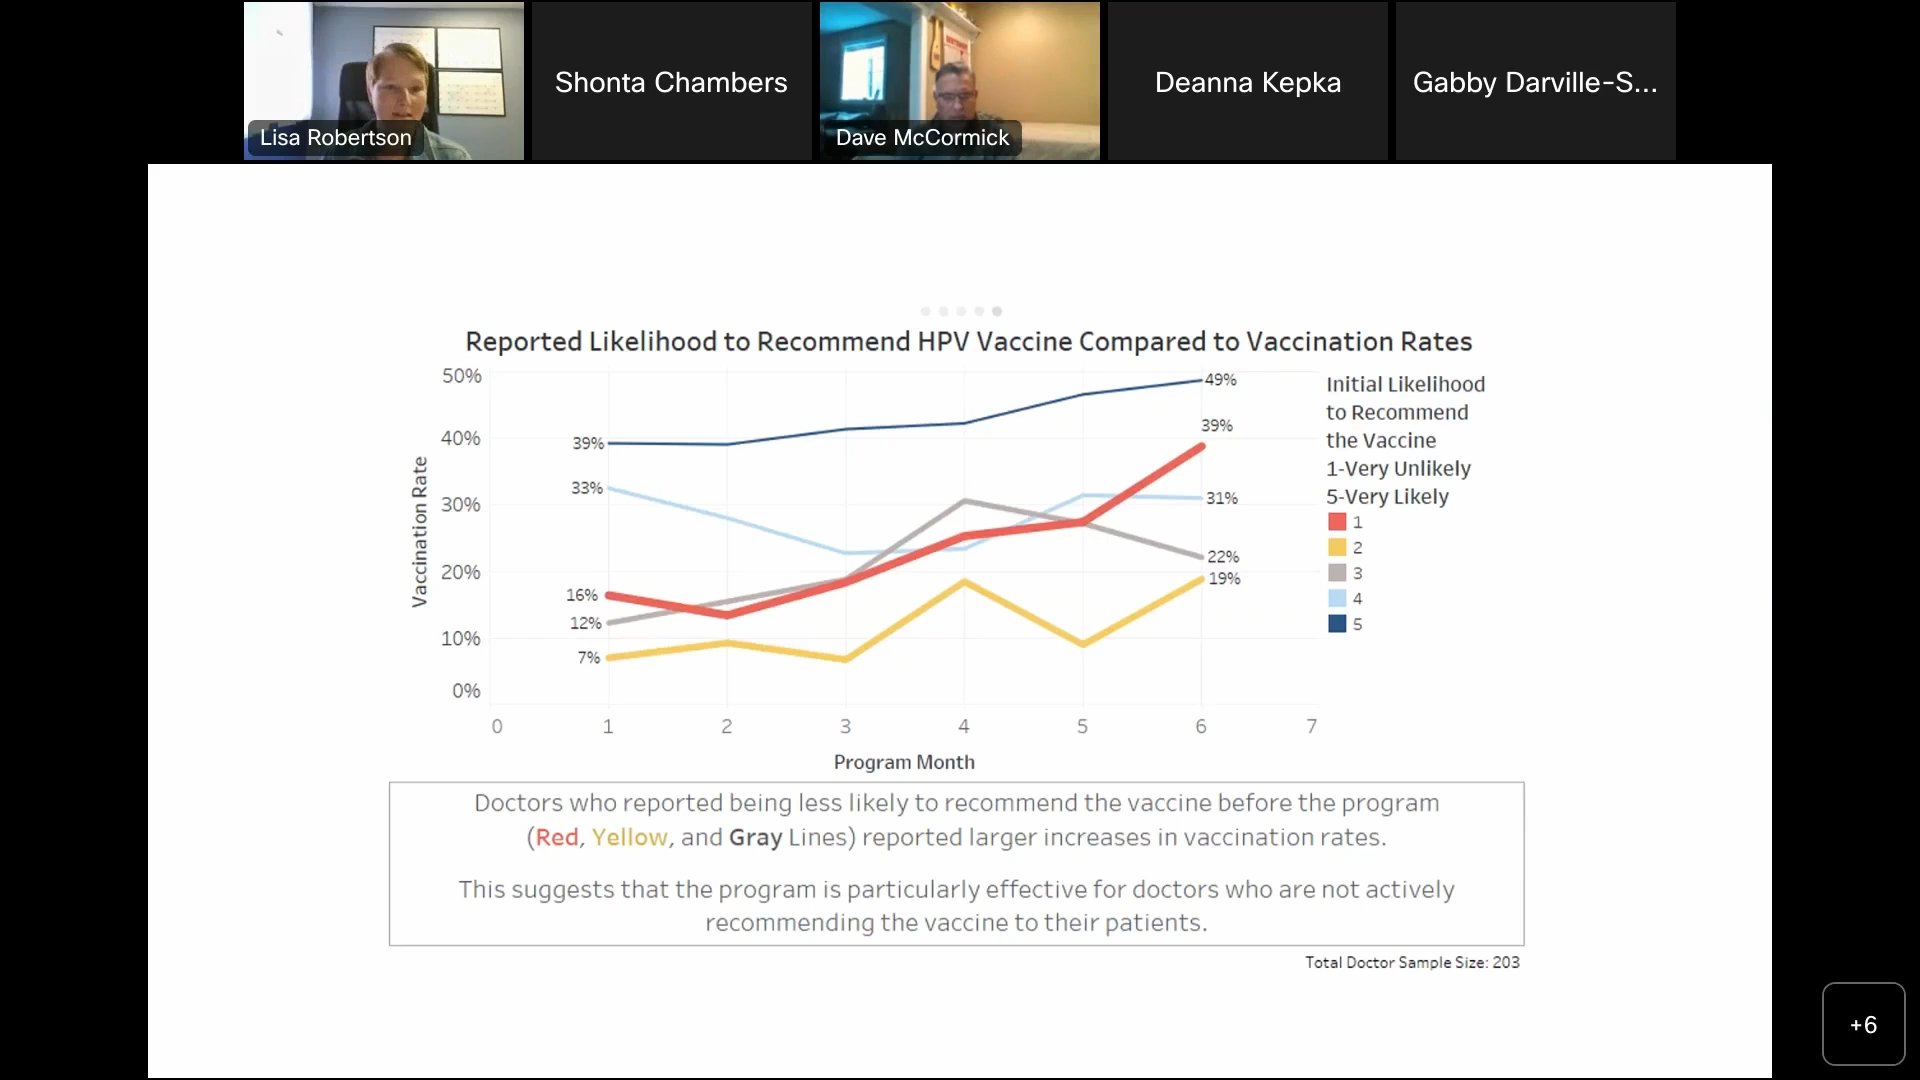 Lisa Robertson
Shonta Chambers
Dave McCormick
Deanna Kepka
Gabby Darville-S...
Reported Likelihood to Recommend HPV Vaccine Compared to Vaccination Rates
50%
40%
30%
20%
10%
0%
Vaccination Rate
39%
33%
16%
12%
7%
49%
39%
31%
22%
19%
0 1 2 3 4 5 6 7
Program Month
Initial Likelihood
to Recommend
the Vaccine
1-Very Unlikely
5-Very Likely
1
2
3
4
5
Doctors who reported being less likely to recommend the vaccine before the program
(Red, Yellow, and Gray Lines) reported larger increases in vaccination rates.
This suggests that the program is particularly effective for doctors who are not actively
recommending the vaccine to their patients.
Total Doctor Sample Size: 203
+6